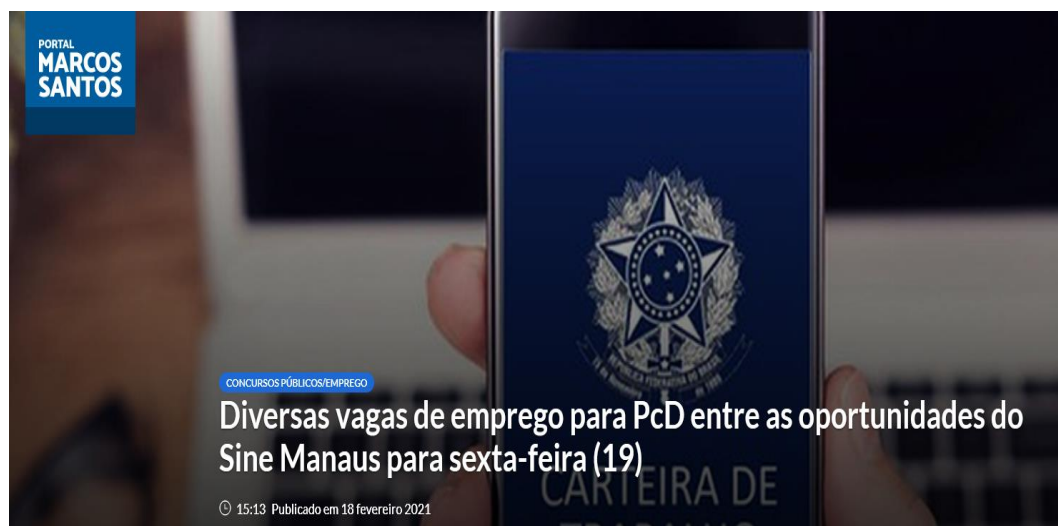 PORTAL
MARCOS
SANTOS
CONCURSOS PÚBLICOS/EMPREGO
Diversas vagas de emprego para PcD entre as oportunidades do
Sine Manaus para sexta-feira (19)
15:13 Publicado em 18 fevereiro 2021
CARTEIRA DE